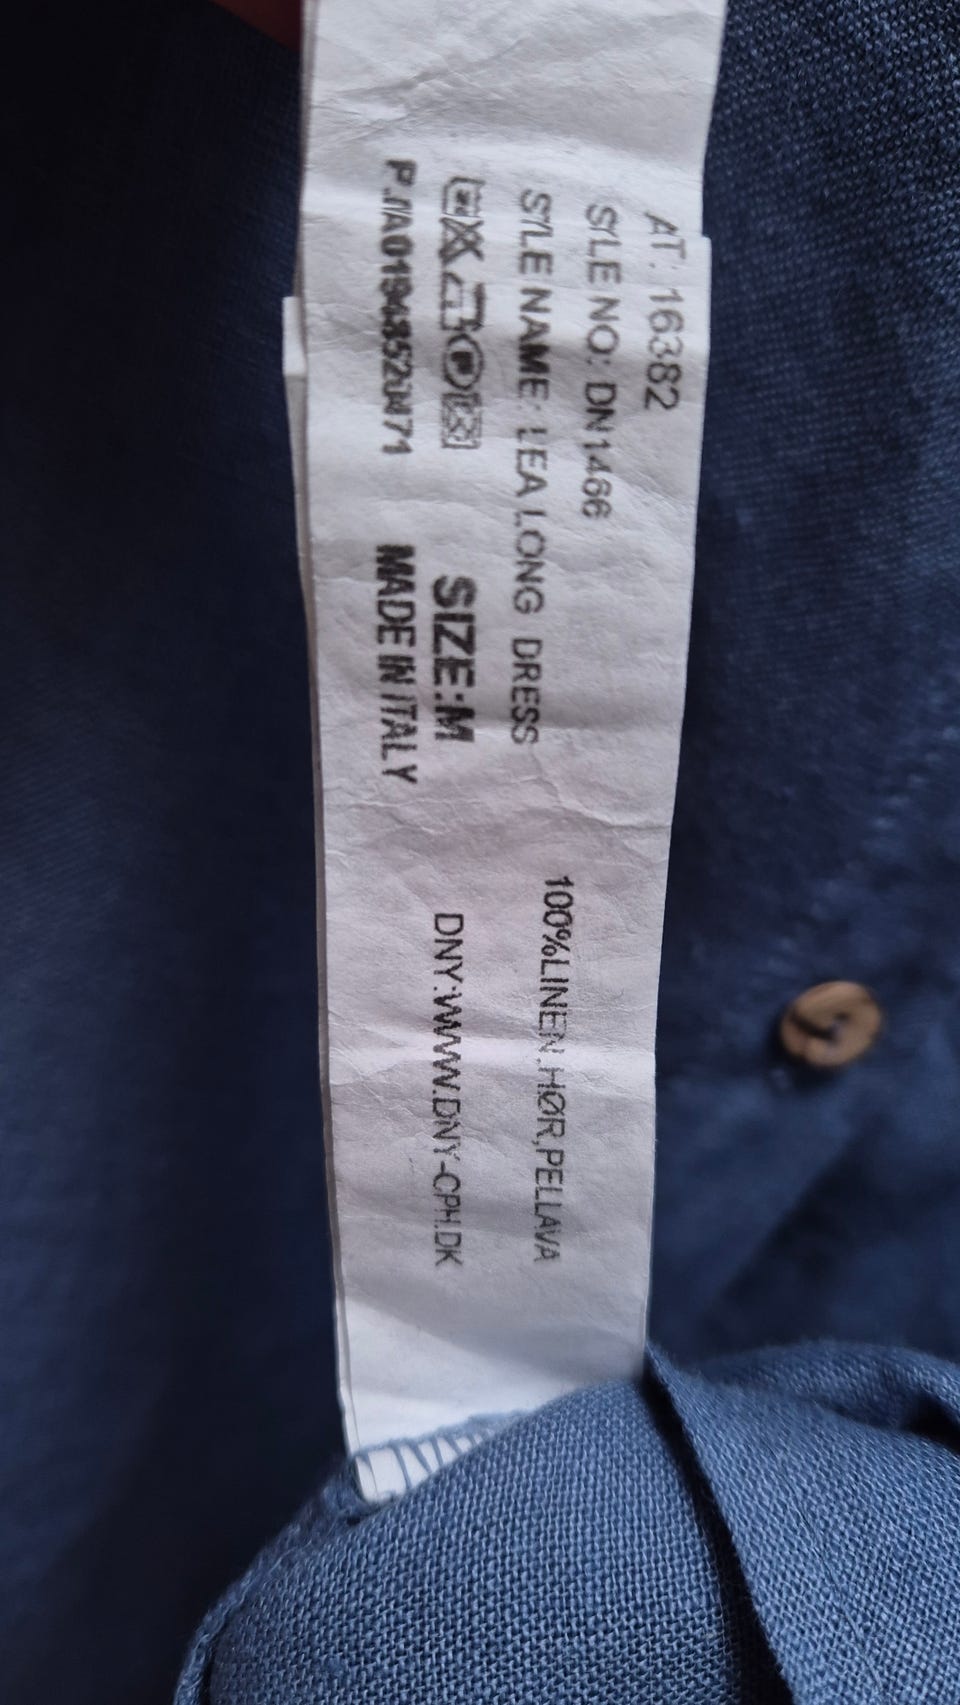 AT: 16382
SYLE NO: DN1466
SYLE NAME: LEA LONG DRESS
SIZE:M
MADE IN ITALY
100%LINEN,HØR,PELLAVA
DNY:WWW.DNY-CPH.DK